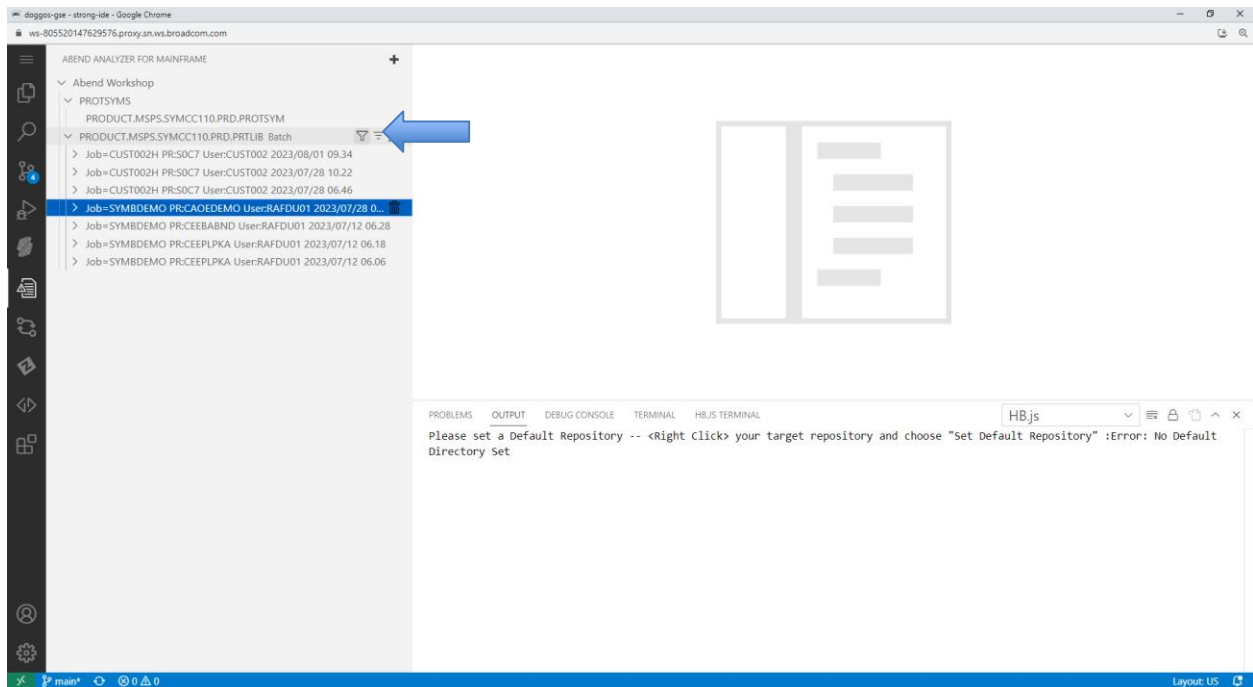 doggos-gse - strong-ide - Google Chrome
ws-805520147629576.proxy.sn.ws.broadcom.com
ABEND ANALYZER FOR MAINFRAME
Abend Workshop
PROTSYMS
PRODUCT.MSPS.SYMCC110.PRD.PROTSYM
PRODUCT.MSPS.SYMCC110.PRD.PRTLIB Batch
Job=CUST002H PR:S0C7 User:CUST002 2023/08/01 09.34
Job=CUST002H PR:S0C7 User:CUST002 2023/07/28 10.22
Job=CUST002H PR:S0C7 User:CUST002 2023/07/28 06.46
Job=SYMBDEMO PR:CAOEDEMO User:RAFDU01 2023/07/28 0...
Job=SYMBDEMO PR:CEEBABND User:RAFDU01 2023/07/12 06.28
Job=SYMBDEMO PR:CEEPLPKA User:RAFDU01 2023/07/12 06.18
Job=SYMBDEMO PR:CEEPLPKA User:RAFDU01 2023/07/12 06.06
4
PROBLEMS OUTPUT DEBUG CONSOLE TERMINAL HB.JS TERMINAL HB.js
Please set a Default Repository -- <Right Click> your target repository and choose "Set Default Repository" :Error: No Default
Directory Set
main* 0 0 Layout: US